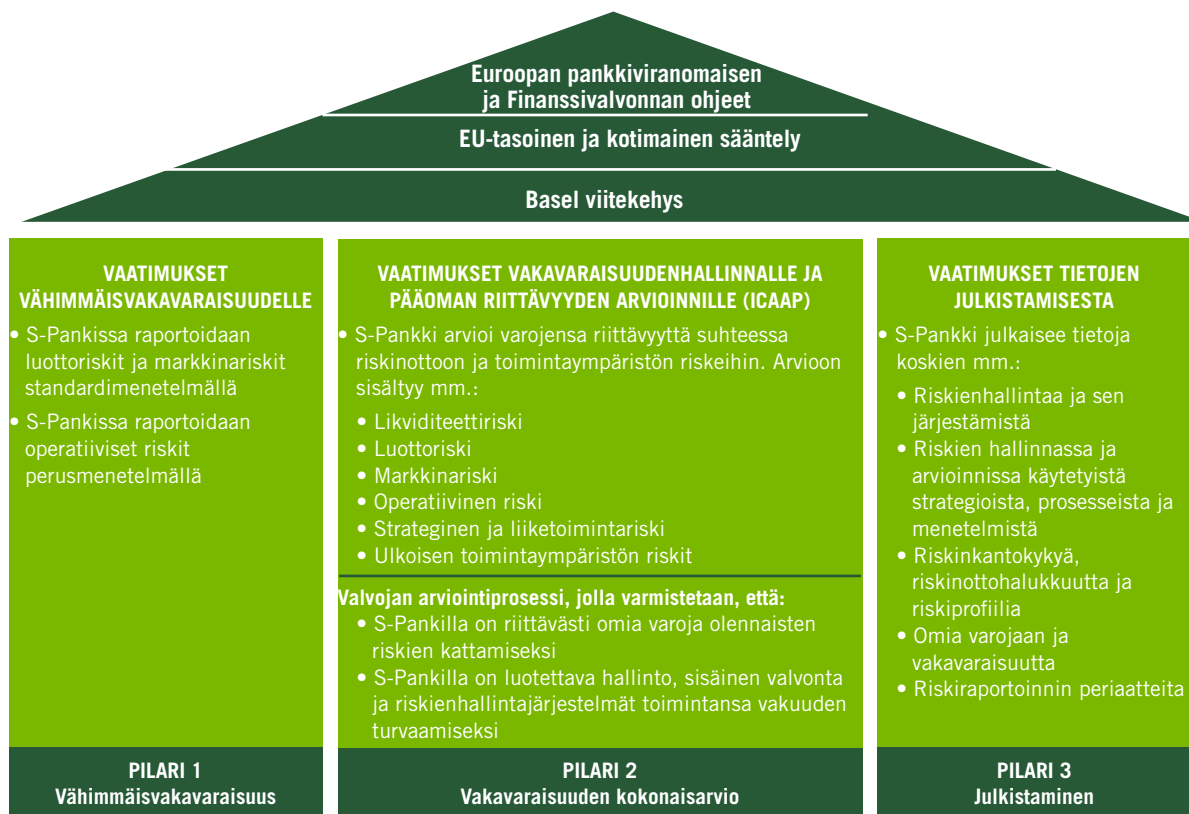 Euroopan pankkiviranomaisen
ja Finanssivalvonnan ohjeet
EU-tasoinen ja kotimainen sääntely
Basel viitekehys
VAATIMUKSET
VÄHIMMÄISVAKAVARAISUUDELLE
• S-Pankissa raportoidaan
luottoriskit ja markkinariskit
standardimenetelmällä
• S-Pankissa raportoidaan
operatiiviset riskit
perusmenetelmällä
PILARI 1
Vähimmäisvakavaraisuus
VAATIMUKSET VAKAVARAISUUDENHALLINNALLE JA
PÄÄOMAN RIITTÄVYYDEN ARVIOINNILLE (ICAAP)
• S-Pankki arvioi varojensa riittävyyttä suhteessa
riskinottoon ja toimintaympäristön riskeihin. Arvioon
sisältyy mm.:
• Likviditeettiriski
• Luottoriski
• Markkinariski
• Operatiivinen riski
• Strateginen ja liiketoimintariski
• Ulkoisen toimintaympäristön riskit
Valvojan arviointiprosessi, jolla varmistetaan, että:
• S-Pankilla on riittävästi omia varoja olennaisten
riskien kattamiseksi
• S-Pankilla on luotettava hallinto, sisäinen valvonta
ja riskienhallintajärjestelmät toimintansa vakuuden
turvaamiseksi
PILARI 2
Vakavaraisuuden kokonaisarvio
VAATIMUKSET TIETOJEN
JULKISTAMISESTA
• S-Pankki julkaisee tietoja
koskien mm.:
• Riskienhallintaa ja sen
järjestämistä
• Riskien hallinnassa ja
arvioinnissa käytetyistä
strategioista, prosesseista ja
menetelmistä
• Riskinkantokykyä,
riskinottohalukkuutta ja
riskiprofiilia
• Omia varojaan ja
vakavaraisuutta
• Riskiraportoinnin periaatteita
PILARI 3
Julkistaminen